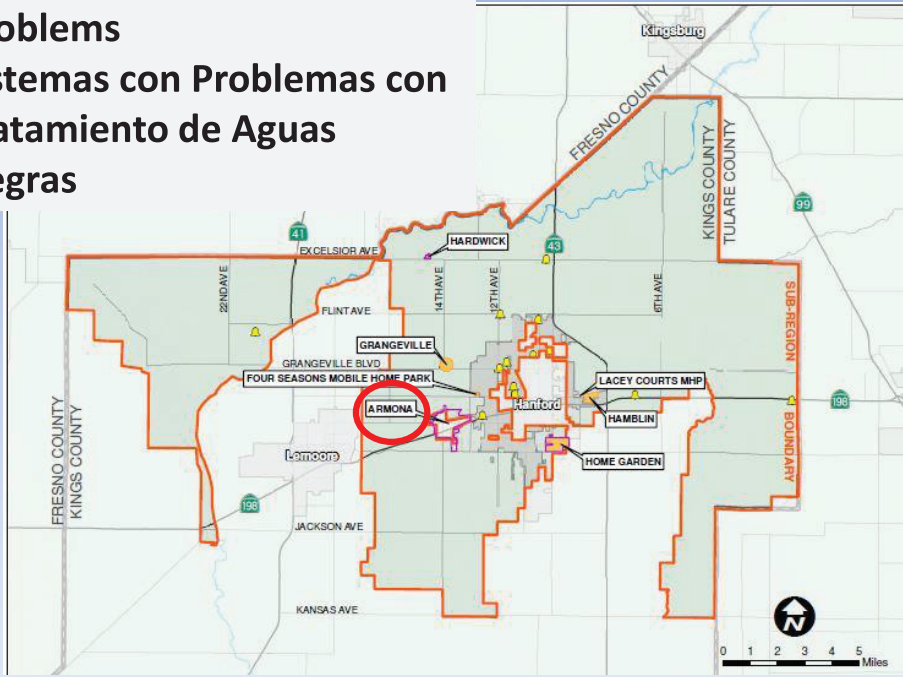 oblems
stemas con Problemas con
atamiento de Aguas
egras
Kingsburg
FRESNO COUNTY
KINGS COUNTY
TULARE COUNTY
99
41
EXCELSIOR AVE
HARDWICK
43
22ND AVE
14TH AVE
12TH AVE
6TH AVE
FLINT AVE
SUB-REGION BOUNDARY
GRANGEVILLE
GRANGEVILLE BLVD
FOUR SEASONS MOBILE HOME PARK
LACEY COURTS MHP
ARMONA
Hanford
198
HAMBLIN
FRESNO COUNTY
KINGS COUNTY
Lemoore
HOME GARDEN
198
JACKSON AVE
KANSAS AVE
N
0 1 2 3 4 5
Miles